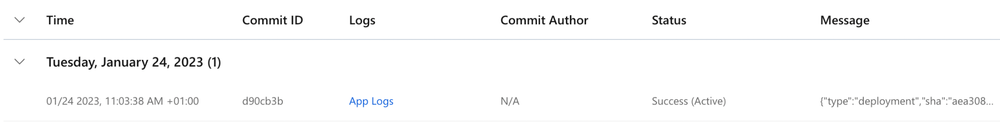 Time Commit ID Logs Commit Author Status Message
Tuesday, January 24, 2023 (1)
01/24 2023, 11:03:38 AM +01:00 d90cb3b App Logs N/A Success (Active) {"type":"deployment","sha":"aea308...